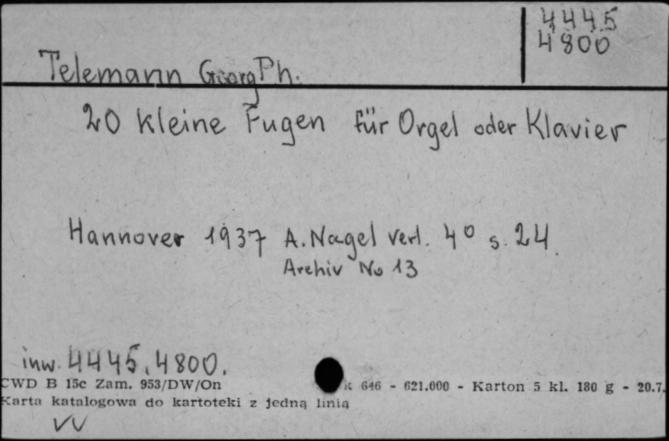 4445
4800
Telemann Georg Ph.
20 kleine Fugen für Orgel oder Klavier
Hannover 1937 A. Nagel verl. 4° s. 24
Archiv No 13
inw. 4445, 4800.
CWD B 15c Zam. 953/DW/On k 646 - 621.000 - Karton 5 kl. 180 g - 20.7.
Karta katalogowa do kartoteki z jedną linią